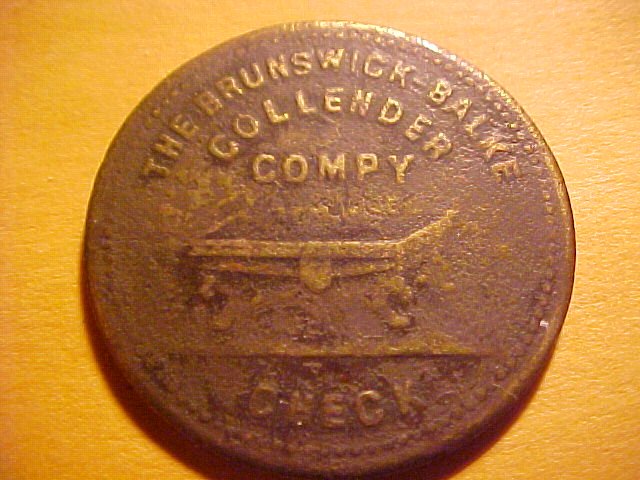 THE BRUNSWICK-BALKE
COLLENDER
COMPY
CHECK